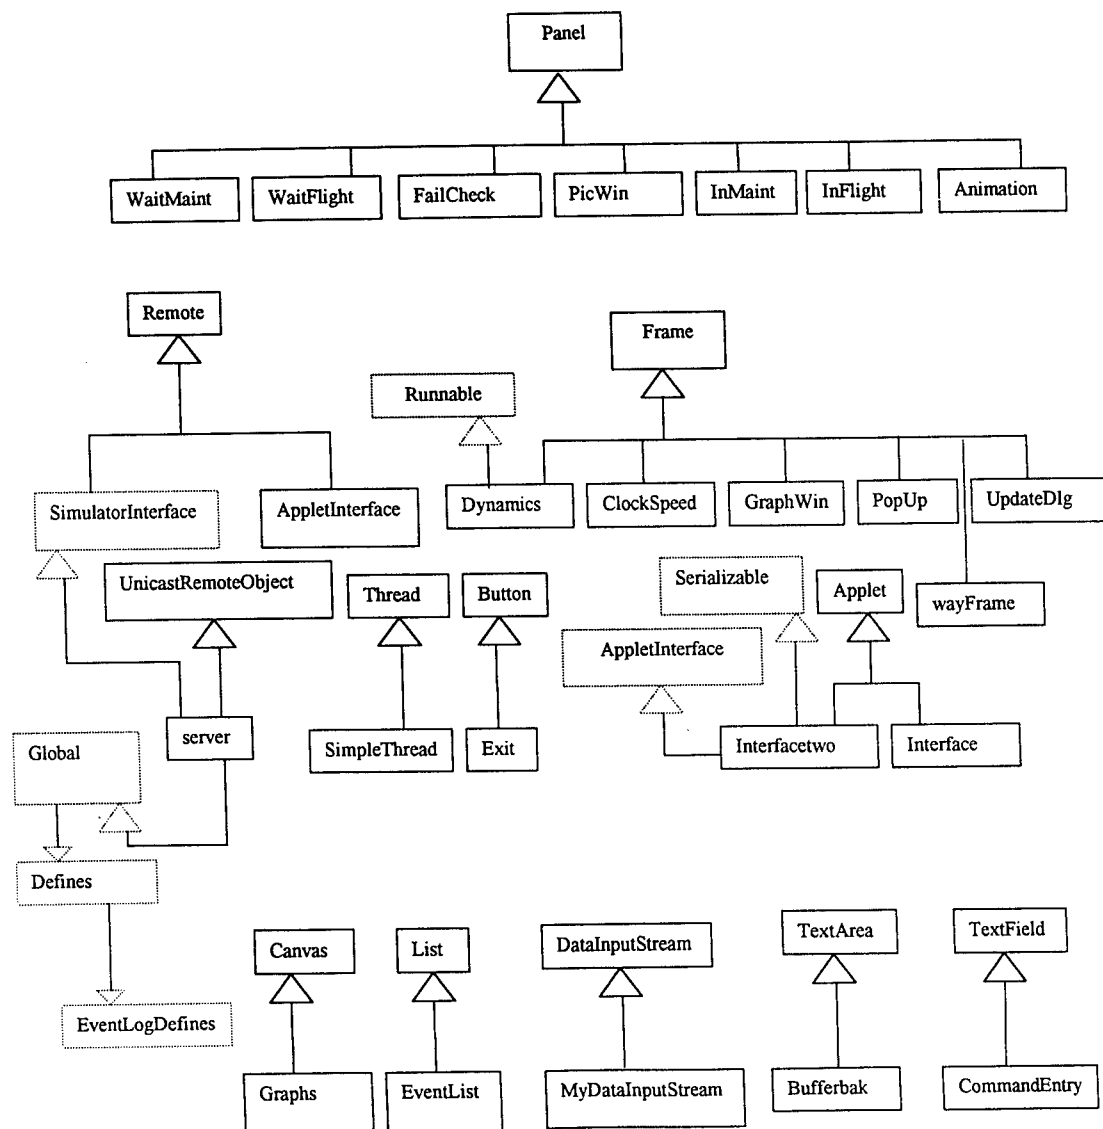 Panel
WaitMaint
WaitFlight
FailCheck
PicWin
InMaint
InFlight
Animation
Remote
Frame
Runnable
SimulatorInterface
AppletInterface
Dynamics
ClockSpeed
GraphWin
PopUp
UpdateDlg
UnicastRemoteObject
Thread
Button
Serializable
Applet
wayFrame
AppletInterface
server
SimpleThread
Exit
Interfacetwo
Interface
Global
Defines
EventLogDefines
Canvas
List
DataInputStream
TextArea
TextField
Graphs
EventList
MyDataInputStream
Bufferbak
CommandEntry